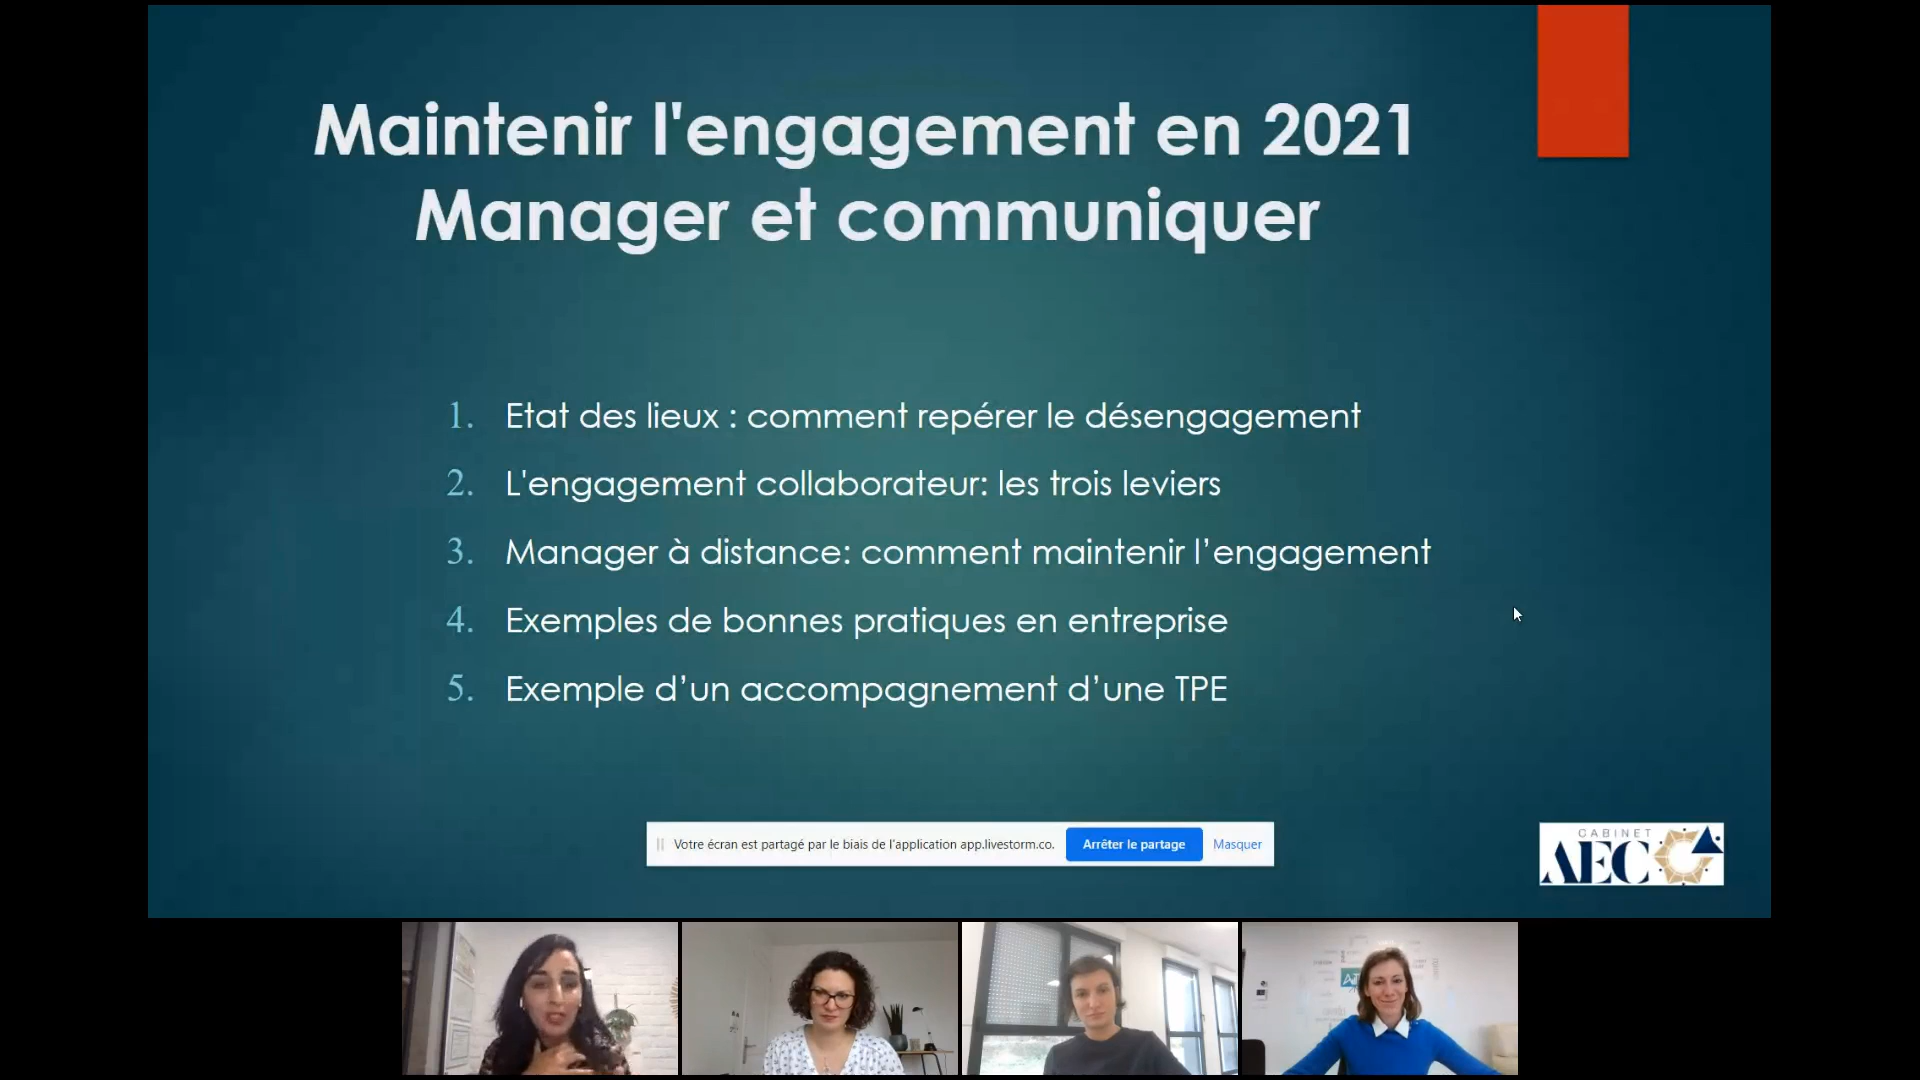 Maintenir l'engagement en 2021
Manager et communiquer
1. Etat des lieux : comment repérer le désengagement
2. L'engagement collaborateur: les trois leviers
3. Manager à distance: comment maintenir l’engagement
4. Exemples de bonnes pratiques en entreprise
5. Exemple d’un accompagnement d’une TPE
Votre écran est partagé par le biais de l'application app.livestorm.co. Arrêter le partage Masquer
CABINET
AEC